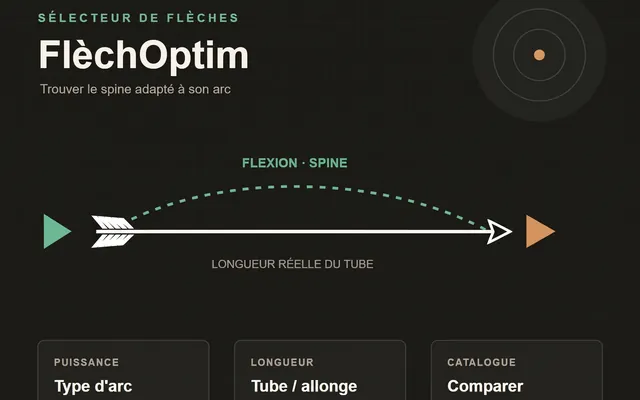 SÉLECTEUR DE FLÈCHES
FlèchOptim
Trouver le spine adapté à son arc
FLEXION · SPINE
LONGUEUR RÉELLE DU TUBE
PUISSANCE
Type d'arc
LONGUEUR
Tube / allonge
CATALOGUE
Comparer